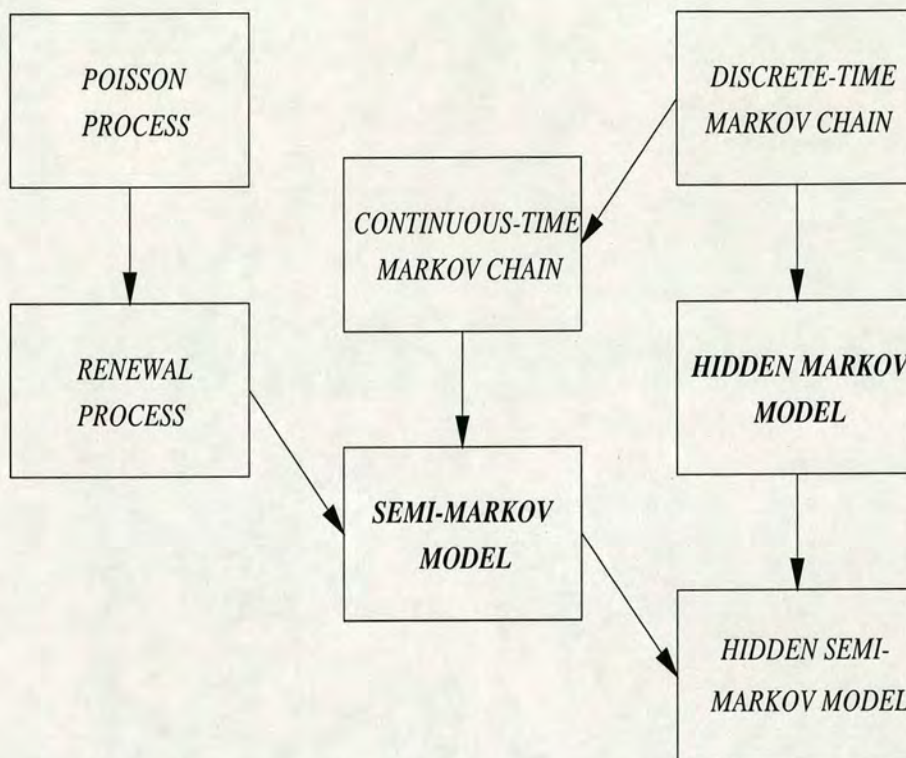 POISSON
PROCESS
DISCRETE-TIME
MARKOV CHAIN
CONTINUOUS-TIME
MARKOV CHAIN
RENEWAL
PROCESS
HIDDEN MARKOV
MODEL
SEMI-MARKOV
MODEL
HIDDEN SEMI-
MARKOV MODEL